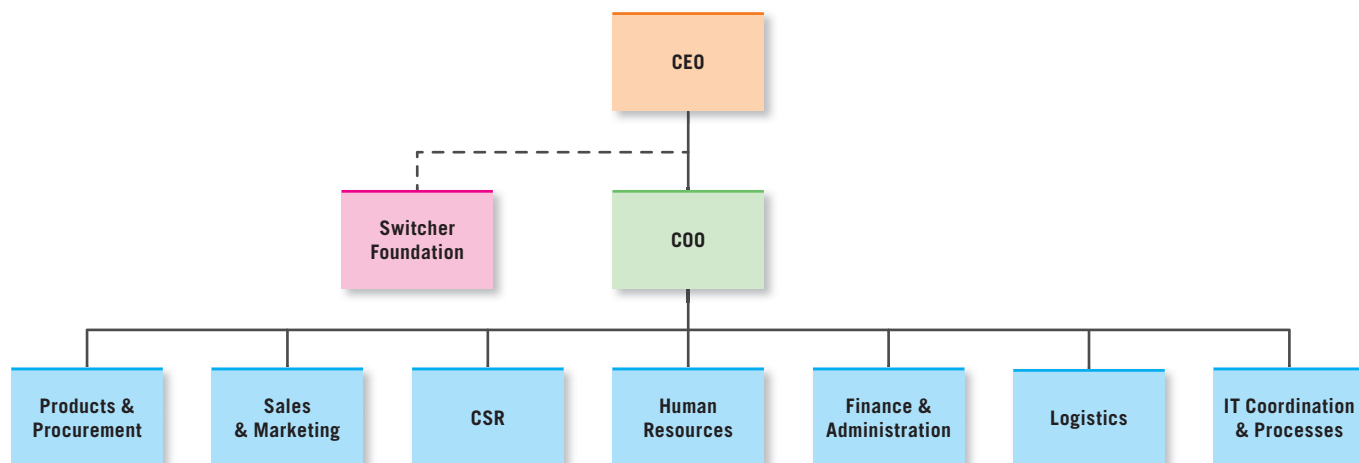 CEO
Switcher
Foundation
COO
Products &
Procurement
Sales
& Marketing
CSR
Human
Resources
Finance &
Administration
Logistics
IT Coordination
& Processes